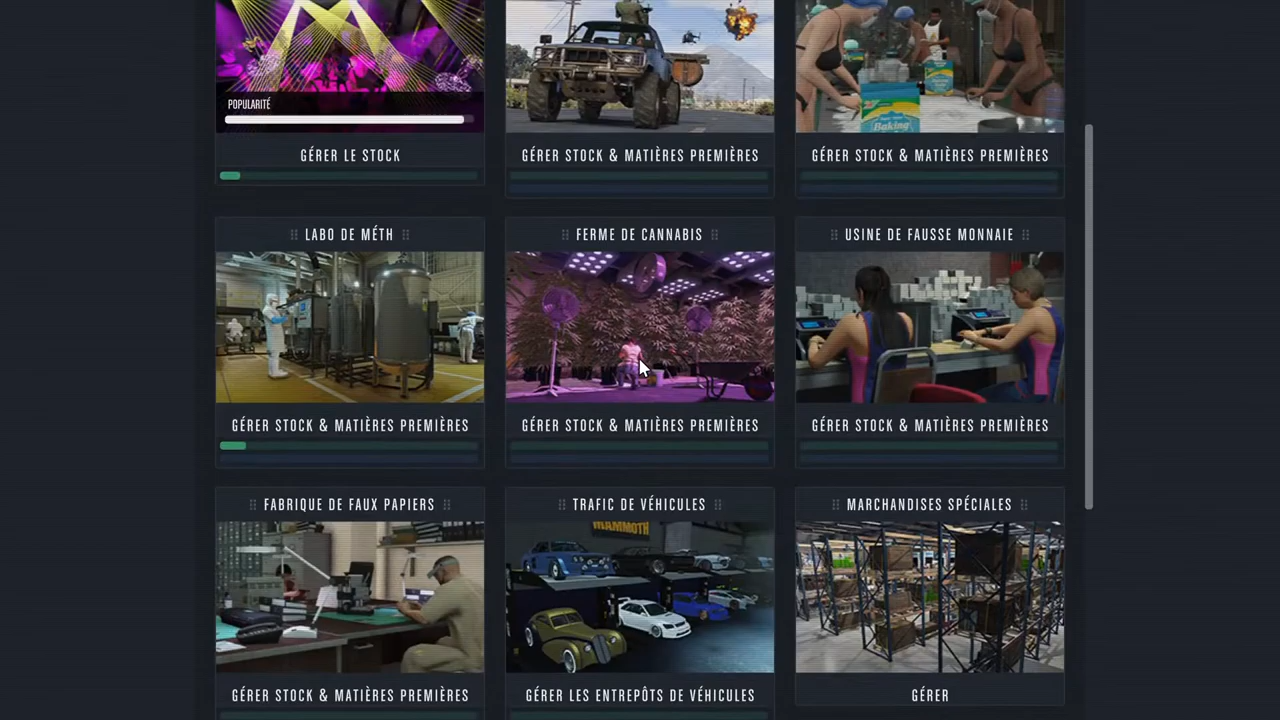 POPULARITÉ
GÉRER LE STOCK
GÉRER STOCK & MATIÈRES PREMIÈRES
Baking
GÉRER STOCK & MATIÈRES PREMIÈRES
LABO DE MÉTH
GÉRER STOCK & MATIÈRES PREMIÈRES
FERME DE CANNABIS
GÉRER STOCK & MATIÈRES PREMIÈRES
USINE DE FAUSSE MONNAIE
GÉRER STOCK & MATIÈRES PREMIÈRES
FABRIQUE DE FAUX PAPIERS
GÉRER STOCK & MATIÈRES PREMIÈRES
TRAFIC DE VÉHICULES
MAMMOTH
GÉRER LES ENTREPÔTS DE VÉHICULES
MARCHANDISES SPÉCIALES
GÉRER